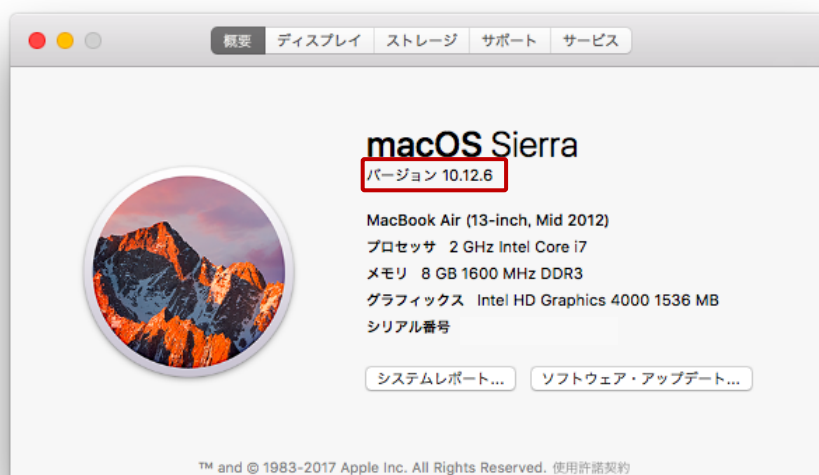 概要 ディスプレイ ストレージ サポート サービス
macOS Sierra
バージョン 10.12.6
MacBook Air (13-inch, Mid 2012)
プロセッサ 2 GHz Intel Core i7
メモリ 8 GB 1600 MHz DDR3
グラフィックス Intel HD Graphics 4000 1536 MB
シリアル番号
システムレポート... ソフトウェア・アップデート...
™ and © 1983-2017 Apple Inc. All Rights Reserved. 使用許諾契約